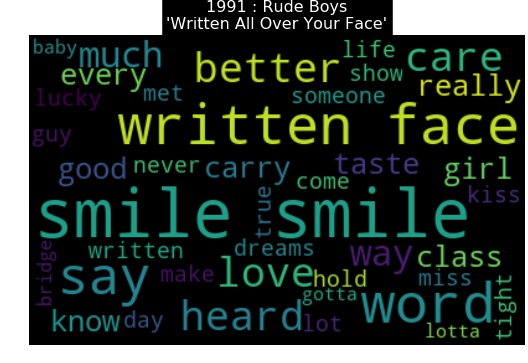 1991 : Rude Boys
'Written All Over Your Face'
baby much better life care
every show really
lucky met someone
guy written face
good never carry taste girl
come kiss
smile true smile
written dreams way class
bridge say make love hold miss
gotta word tight
know day heard lot lotta